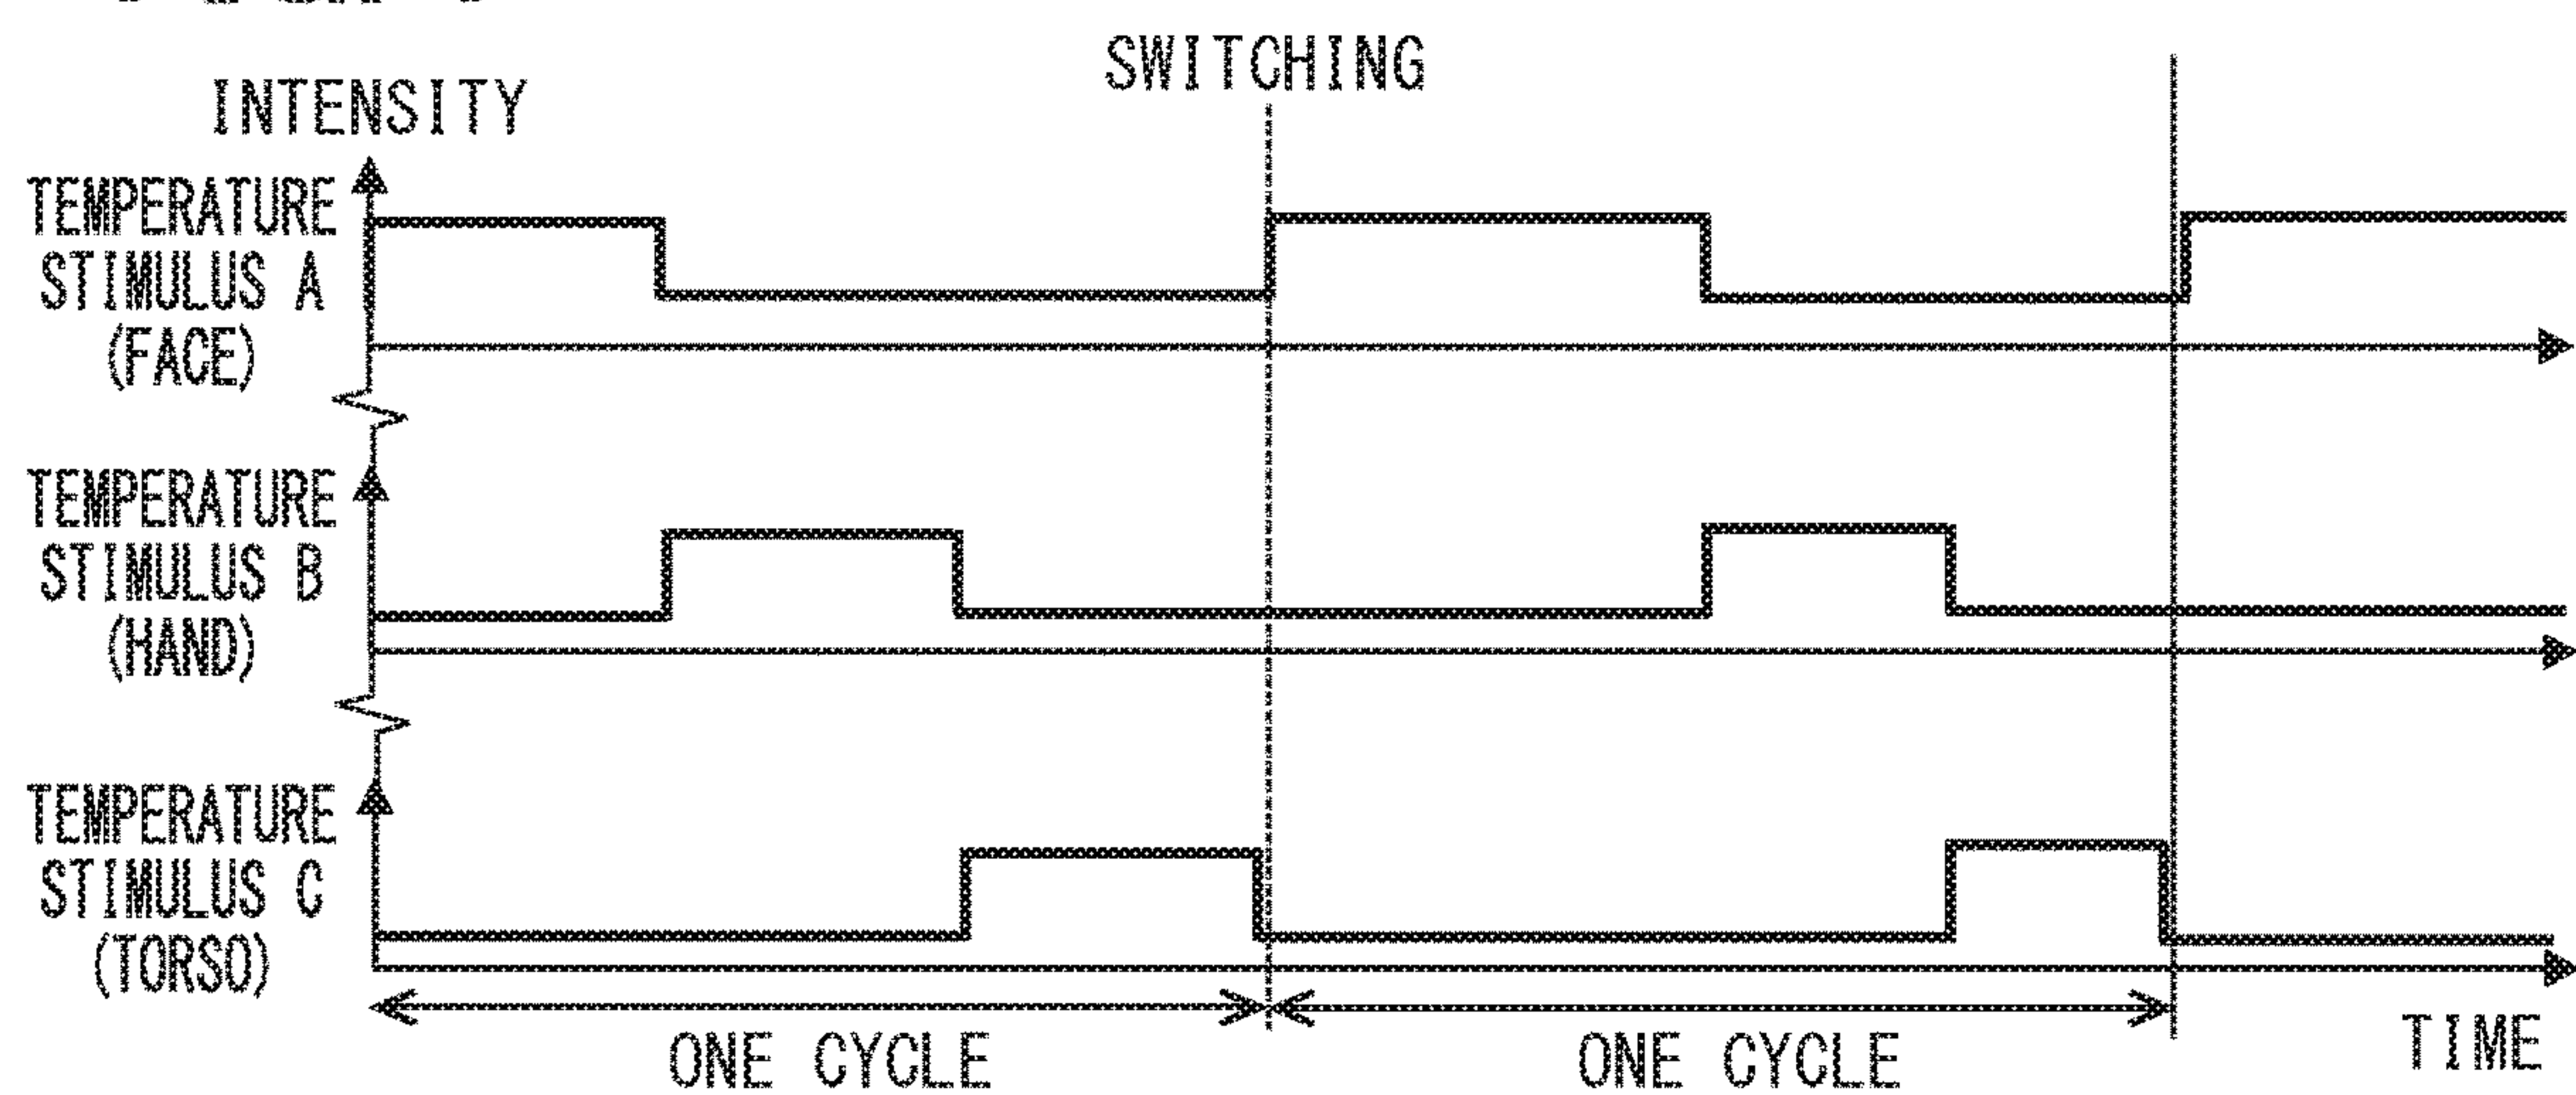 SWITCHING
INTENSITY
TEMPERATURE
STIMULUS A
(FACE)
TEMPERATURE
STIMULUS B
(HAND)
TEMPERATURE
STIMULUS C
(TORSO)
ONE CYCLE
ONE CYCLE
TIME